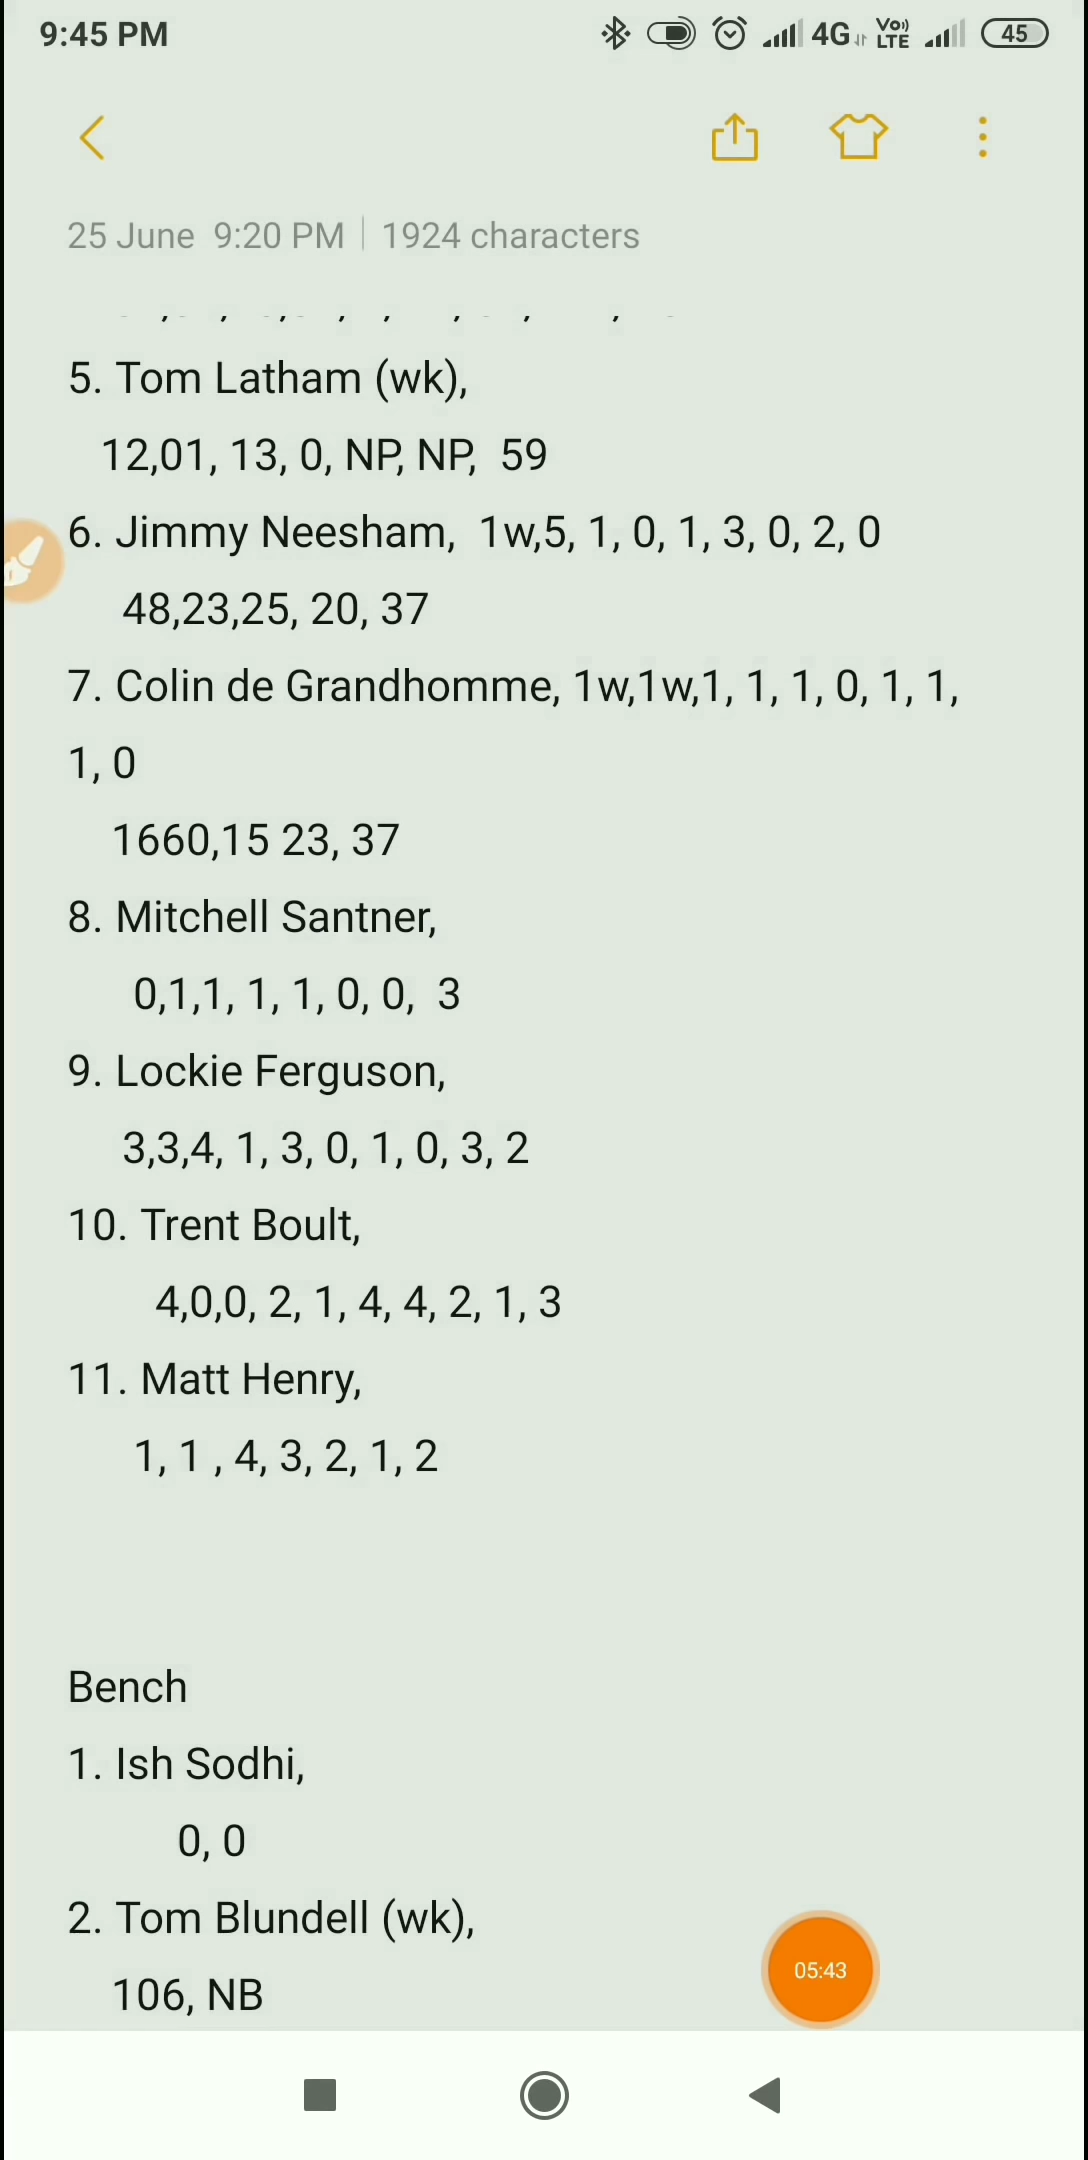 9:45 PM 4G Vo)) LTE 45
25 June 9:20 PM | 1924 characters
5. Tom Latham (wk),
12,01, 13, 0, NP, NP, 59
6. Jimmy Neesham, 1w,5, 1, 0, 1, 3, 0, 2, 0
48,23,25, 20, 37
7. Colin de Grandhomme, 1w,1w,1, 1, 1, 0, 1, 1,
1, 0
1660,15 23, 37
8. Mitchell Santner,
0,1,1, 1, 1, 0, 0, 3
9. Lockie Ferguson,
3,3,4, 1, 3, 0, 1, 0, 3, 2
10. Trent Boult,
4,0,0, 2, 1, 4, 4, 2, 1, 3
11. Matt Henry,
1, 1 , 4, 3, 2, 1, 2
Bench
1. Ish Sodhi,
0, 0
2. Tom Blundell (wk),
106, NB
05:43